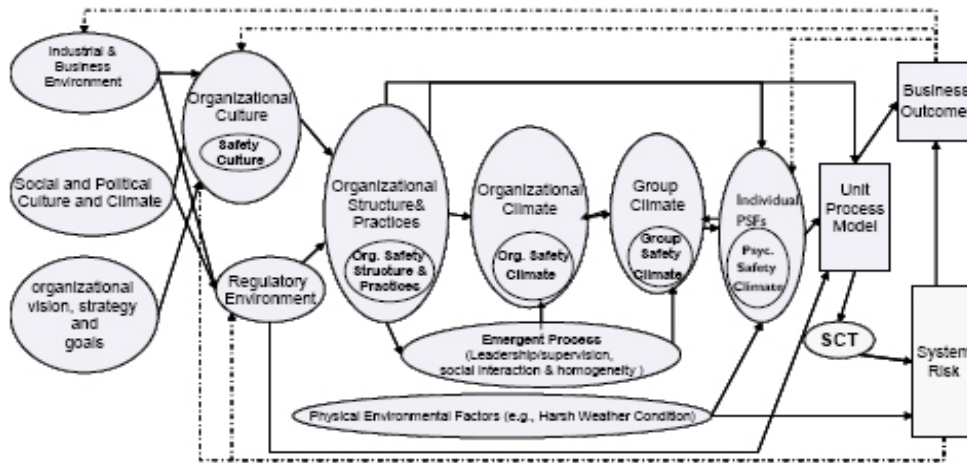 Industrial &
Business
Environment
Social and Political
Culture and Climate
organizational
vision, strategy
and
goals
Organizational
Culture
Safety
Culture
Regulatory
Environment
Organizational
Structure&
Practices
Org. Safety
Structure &
Practices
Organizational
Climate
Org. Safety
Climate
Group
Climate
Group
Safety
Climate
Individual
PSFs
Psyc.
Safety
Climate
Emergent Process
(Leadership/supervision,
social interaction & homogeneity )
Physical Environmental Factors (e.g., Harsh Weather Condition)
Unit
Process
Model
SCT
Business
Outcomes
System
Risk